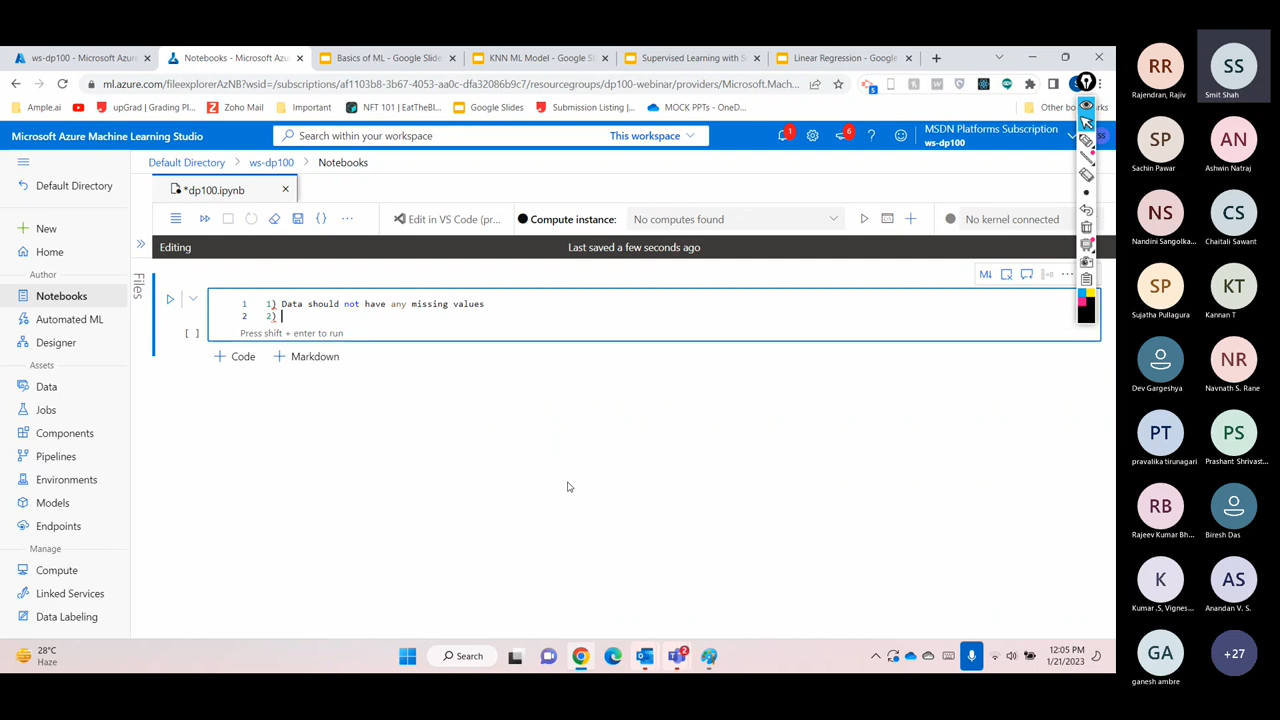 ws-dp100 - Microsoft Azure
Notebooks - Microsoft Azure
Basics of ML - Google Slide
KNN ML Model - Google Sl
Supervised Learning with S
Linear Regression - Google
ml.azure.com/fileexplorerAzNB?wsid=/subscriptions/
/resourcegroups/dp100-webinar/providers/Microsoft.Mach...
Ample.ai
upGrad | Grading Pl...
Zoho Mail
Important
NFT 101 | EatTheBl...
Google Slides
Submission Listing_J...
MOCK PPTs - OneD...
Other bo
Microsoft Azure Machine Learning Studio
Search within your workspace
This workspace
1
6
MSDN Platforms Subscription
ws-dp100
SS
Default Directory
ws-dp100
Notebooks
Default Directory
*dp100.ipynb
Edit in VS Code (pr...
Compute instance:
No computes found
No kernel connected
Editing
Last saved a few seconds ago
Files
New
Home
Author
Notebooks
Automated ML
Designer
Assets
Data
Jobs
Components
Pipelines
Environments
Models
Endpoints
Manage
Compute
Linked Services
Data Labeling
M↓
1 1) Data should not have any missing values
2 2)
[ ]
Press shift + enter to run
Code
Markdown
28°C
Haze
Search
2
12:05 PM
1/21/2023
RR
Rajendran, Rajiv
SS
Smit Shah
SP
Sachin Pawar
AN
Ashwin Natraj
NS
Nandini Sangolka...
CS
Chaitali Sawant
SP
Sujatha Pullagura
KT
Kannan T
Dev Gargeshya
NR
Navnath S. Rane
PT
pravalika tirunagari
PS
Prashant Shrivast...
RB
Rajeev Kumar Bh...
Biresh Das
K
Kumar .S, Vignes...
AS
Anandan V. S.
GA
ganesh ambre
+27